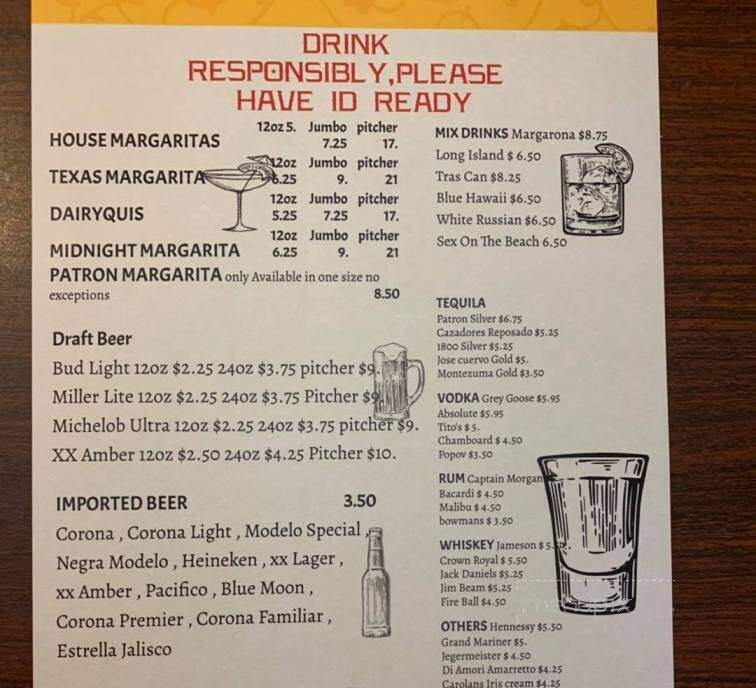 DRINK
RESPONSIBLY,PLEASE
HAVE ID READY
12oz 5. Jumbo pitcher
HOUSE MARGARITAS 7.25 17.
12oz Jumbo pitcher
TEXAS MARGARITA 6.25 9. 21
12oz Jumbo pitcher
DAIRYQUIS 5.25 7.25 17.
12oz Jumbo pitcher
MIDNIGHT MARGARITA 6.25 9. 21
PATRON MARGARITA only Available in one size no
exceptions 8.50
Draft Beer
Bud Light 12oz $2.25 24oz $3.75 pitcher $9.
Miller Lite 12oz $2.25 24oz $3.75 Pitcher $9.
Michelob Ultra 12oz $2.25 24oz $3.75 pitcher $9.
XX Amber 12oz $2.50 24oz $4.25 Pitcher $10.
IMPORTED BEER 3.50
Corona , Corona Light , Modelo Special ,
Negra Modelo , Heineken , xx Lager ,
xx Amber , Pacifico , Blue Moon ,
Corona Premier , Corona Familiar ,
Estrella Jalisco
MIX DRINKS Margarona $8.75
Long Island $ 6.50
Tras Can $8.25
Blue Hawaii $6.50
White Russian $6.50
Sex On The Beach 6.50
TEQUILA
Patron Silver $6.75
Cazadores Reposado $5.25
1800 Silver $5.25
Jose cuervo Gold $5.
Montezuma Gold $3.50
VODKA Grey Goose $5.95
Absolute $5.95
Tito's $ 5.
Chamboard $ 4.50
Popov $3.50
RUM Captain Morgan
Bacardi $ 4.50
Malibu $ 4.50
bowmans $ 3.50
WHISKEY Jameson $ 5.
Crown Royal $ 5.50
Jack Daniels $5.25
Jim Beam $5.25
Fire Ball $4.50
OTHERS Hennessy $5.50
Grand Mariner $5.
Jegermeister $ 4.50
Di Amori Amarretto $4.25
Carolans Iris cream $4.25